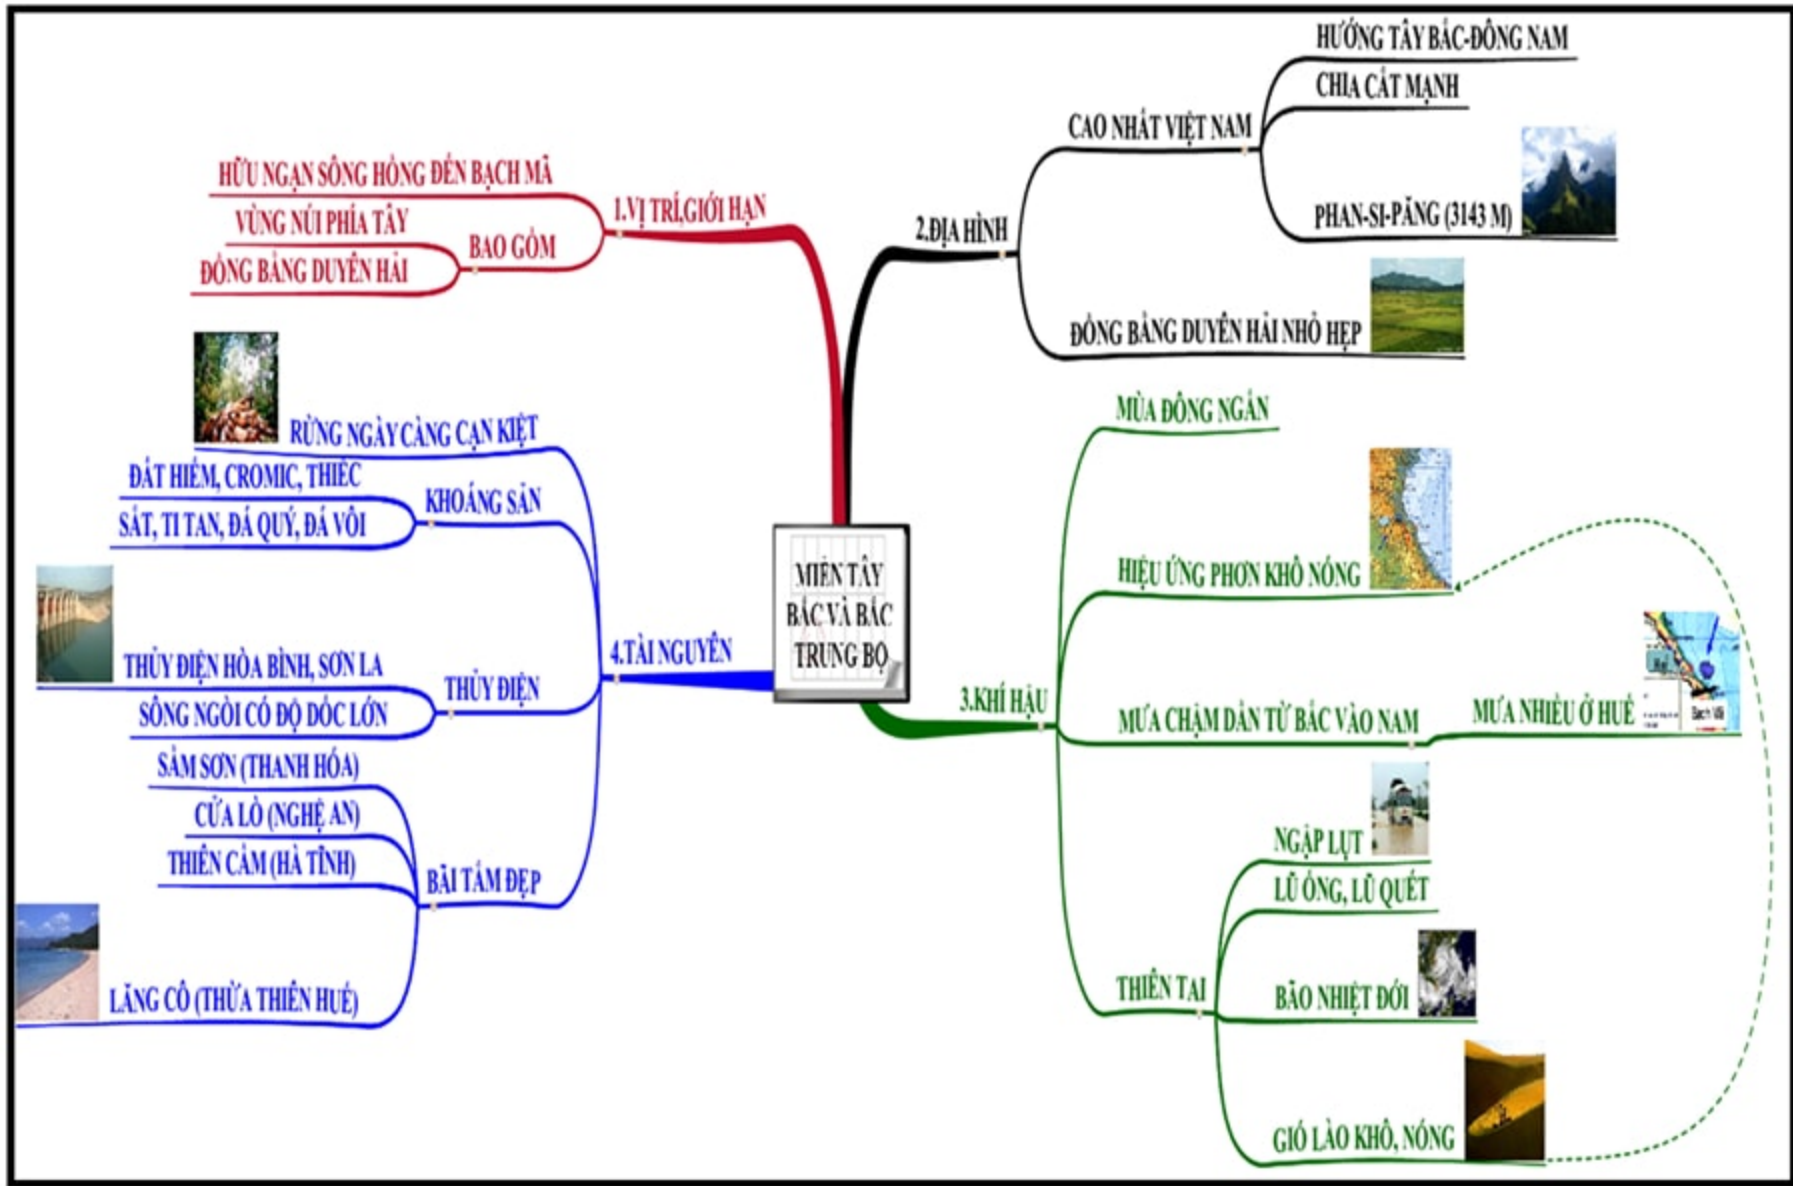 MIỀN TÂY
BẮC VÀ BẮC
TRUNG BỘ
1.VỊ TRÍ,GIỚI HẠN
HỮU NGẠN SÔNG HỒNG ĐẾN BẠCH MÃ
BAO GỒM
VÙNG NÚI PHÍA TÂY
ĐỒNG BẰNG DUYÊN HẢI
2.ĐỊA HÌNH
CAO NHẤT VIỆT NAM
HƯỚNG TÂY BẮC-ĐÔNG NAM
CHIA CẮT MẠNH
PHAN-SI-PĂNG (3143 M)
ĐỒNG BẰNG DUYÊN HẢI NHỎ HẸP
3.KHÍ HẬU
MÙA ĐÔNG NGẮN
HIỆU ỨNG PHƠN KHÔ NÓNG
MƯA CHẬM DẦN TỪ BẮC VÀO NAM
MƯA NHIỀU Ở HUẾ
Bạch Mã
THIÊN TAI
NGẬP LỤT
LŨ ỐNG, LŨ QUÉT
BÃO NHIỆT ĐỚI
GIÓ LÀO KHÔ, NÓNG
4.TÀI NGUYÊN
RỪNG NGÀY CÀNG CẠN KIỆT
KHOÁNG SẢN
ĐẤT HIẾM, CROMIC, THIẾC
SẮT, TI TAN, ĐÁ QUÝ, ĐÁ VÔI
THỦY ĐIỆN
THỦY ĐIỆN HÒA BÌNH, SƠN LA
SÔNG NGÒI CÓ ĐỘ DỐC LỚN
BÃI TẮM ĐẸP
SẦM SƠN (THANH HÓA)
CỬA LÒ (NGHỆ AN)
THIÊN CẦM (HÀ TĨNH)
LĂNG CÔ (THỪA THIÊN HUẾ)